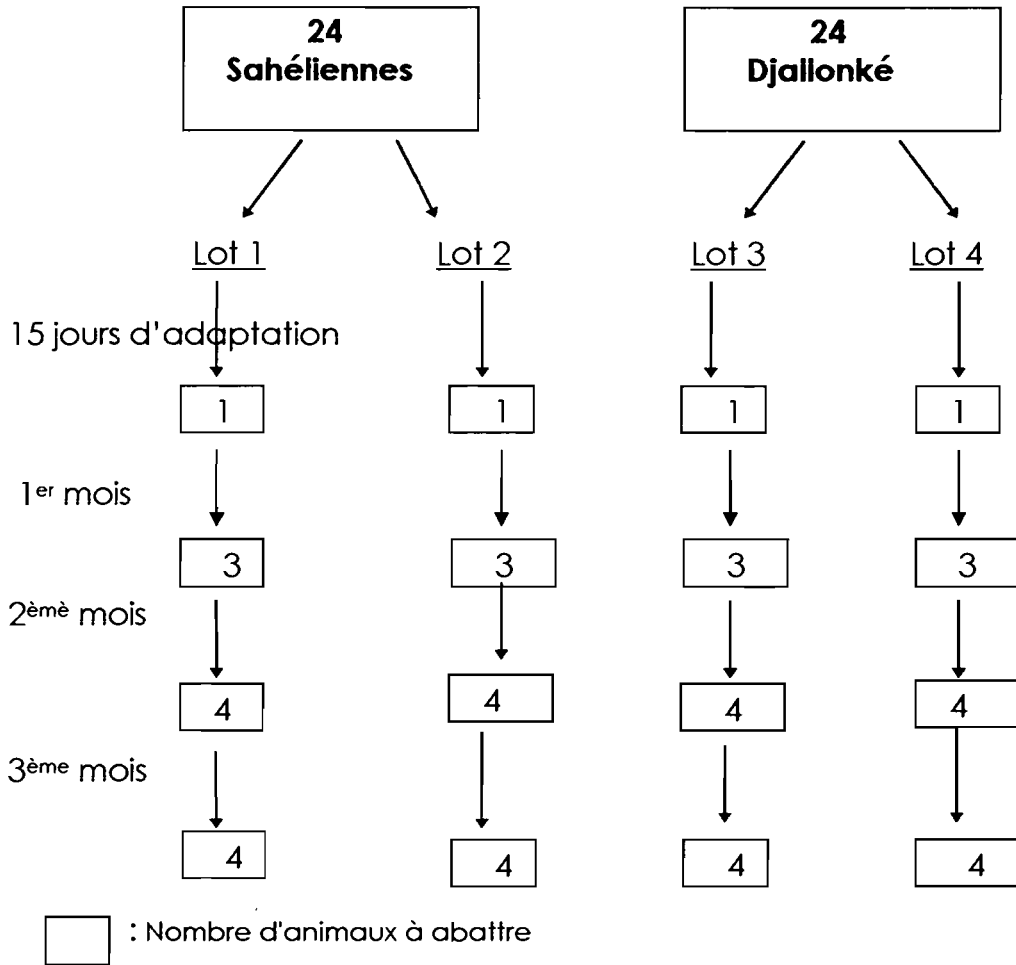 24 24
Sahéliennes Djallonké
Lot 1 Lot 2 Lot 3 Lot 4
15 jours d'adaptation
1 1 1 1
1er mois
3 3 3 3
2èmè mois
4 4 4 4
3ème mois
4 4 4 4
: Nombre d'animaux à abattre